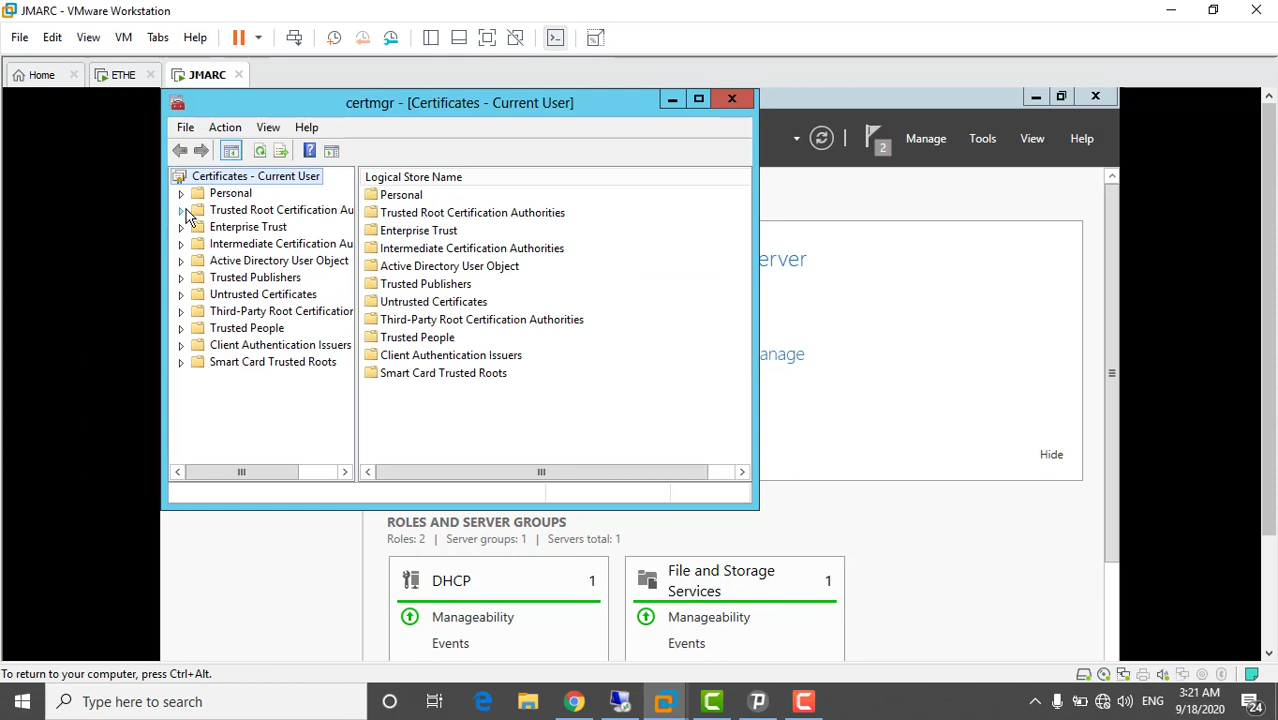 JMARC - VMware Workstation
File Edit View VM Tabs Help
Home ETHE JMARC
certmgr - [Certificates - Current User]
File Action View Help
Certificates - Current User
Personal
Trusted Root Certification Au
Enterprise Trust
Intermediate Certification Au
Active Directory User Object
Trusted Publishers
Untrusted Certificates
Third-Party Root Certification
Trusted People
Client Authentication Issuers
Smart Card Trusted Roots
Logical Store Name
Personal
Trusted Root Certification Authorities
Enterprise Trust
Intermediate Certification Authorities
Active Directory User Object
Trusted Publishers
Untrusted Certificates
Third-Party Root Certification Authorities
Trusted People
Client Authentication Issuers
Smart Card Trusted Roots
2 Manage Tools View Help
erver
anage
Hide
ROLES AND SERVER GROUPS
Roles: 2 | Server groups: 1 | Servers total: 1
DHCP 1
Manageability
Events
File and Storage
Services 1
Manageability
Events
To return to your computer, press Ctrl+Alt.
Type here to search
ENG
3:21 AM
9/18/2020
24